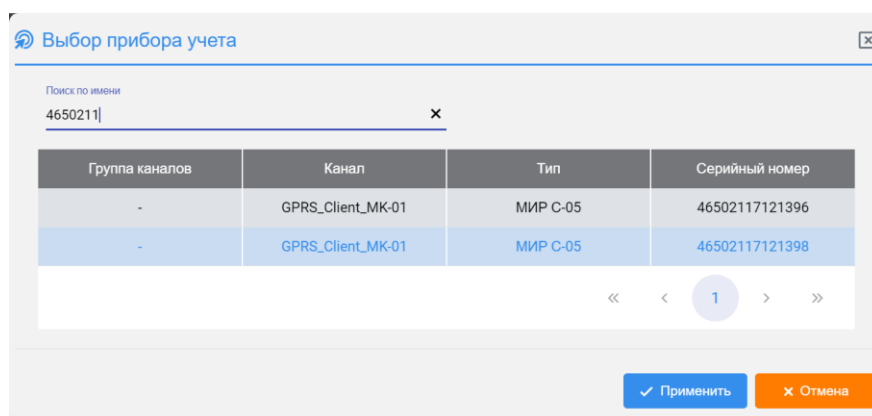 Выбор прибора учета
Поиск по имени
4650211
Группа каналов Канал Тип Серийный номер
- GPRS_Client_MK-01 МИР С-05 46502117121396
- GPRS_Client_MK-01 МИР С-05 46502117121398
« < 1 > »
Применить × Отмена